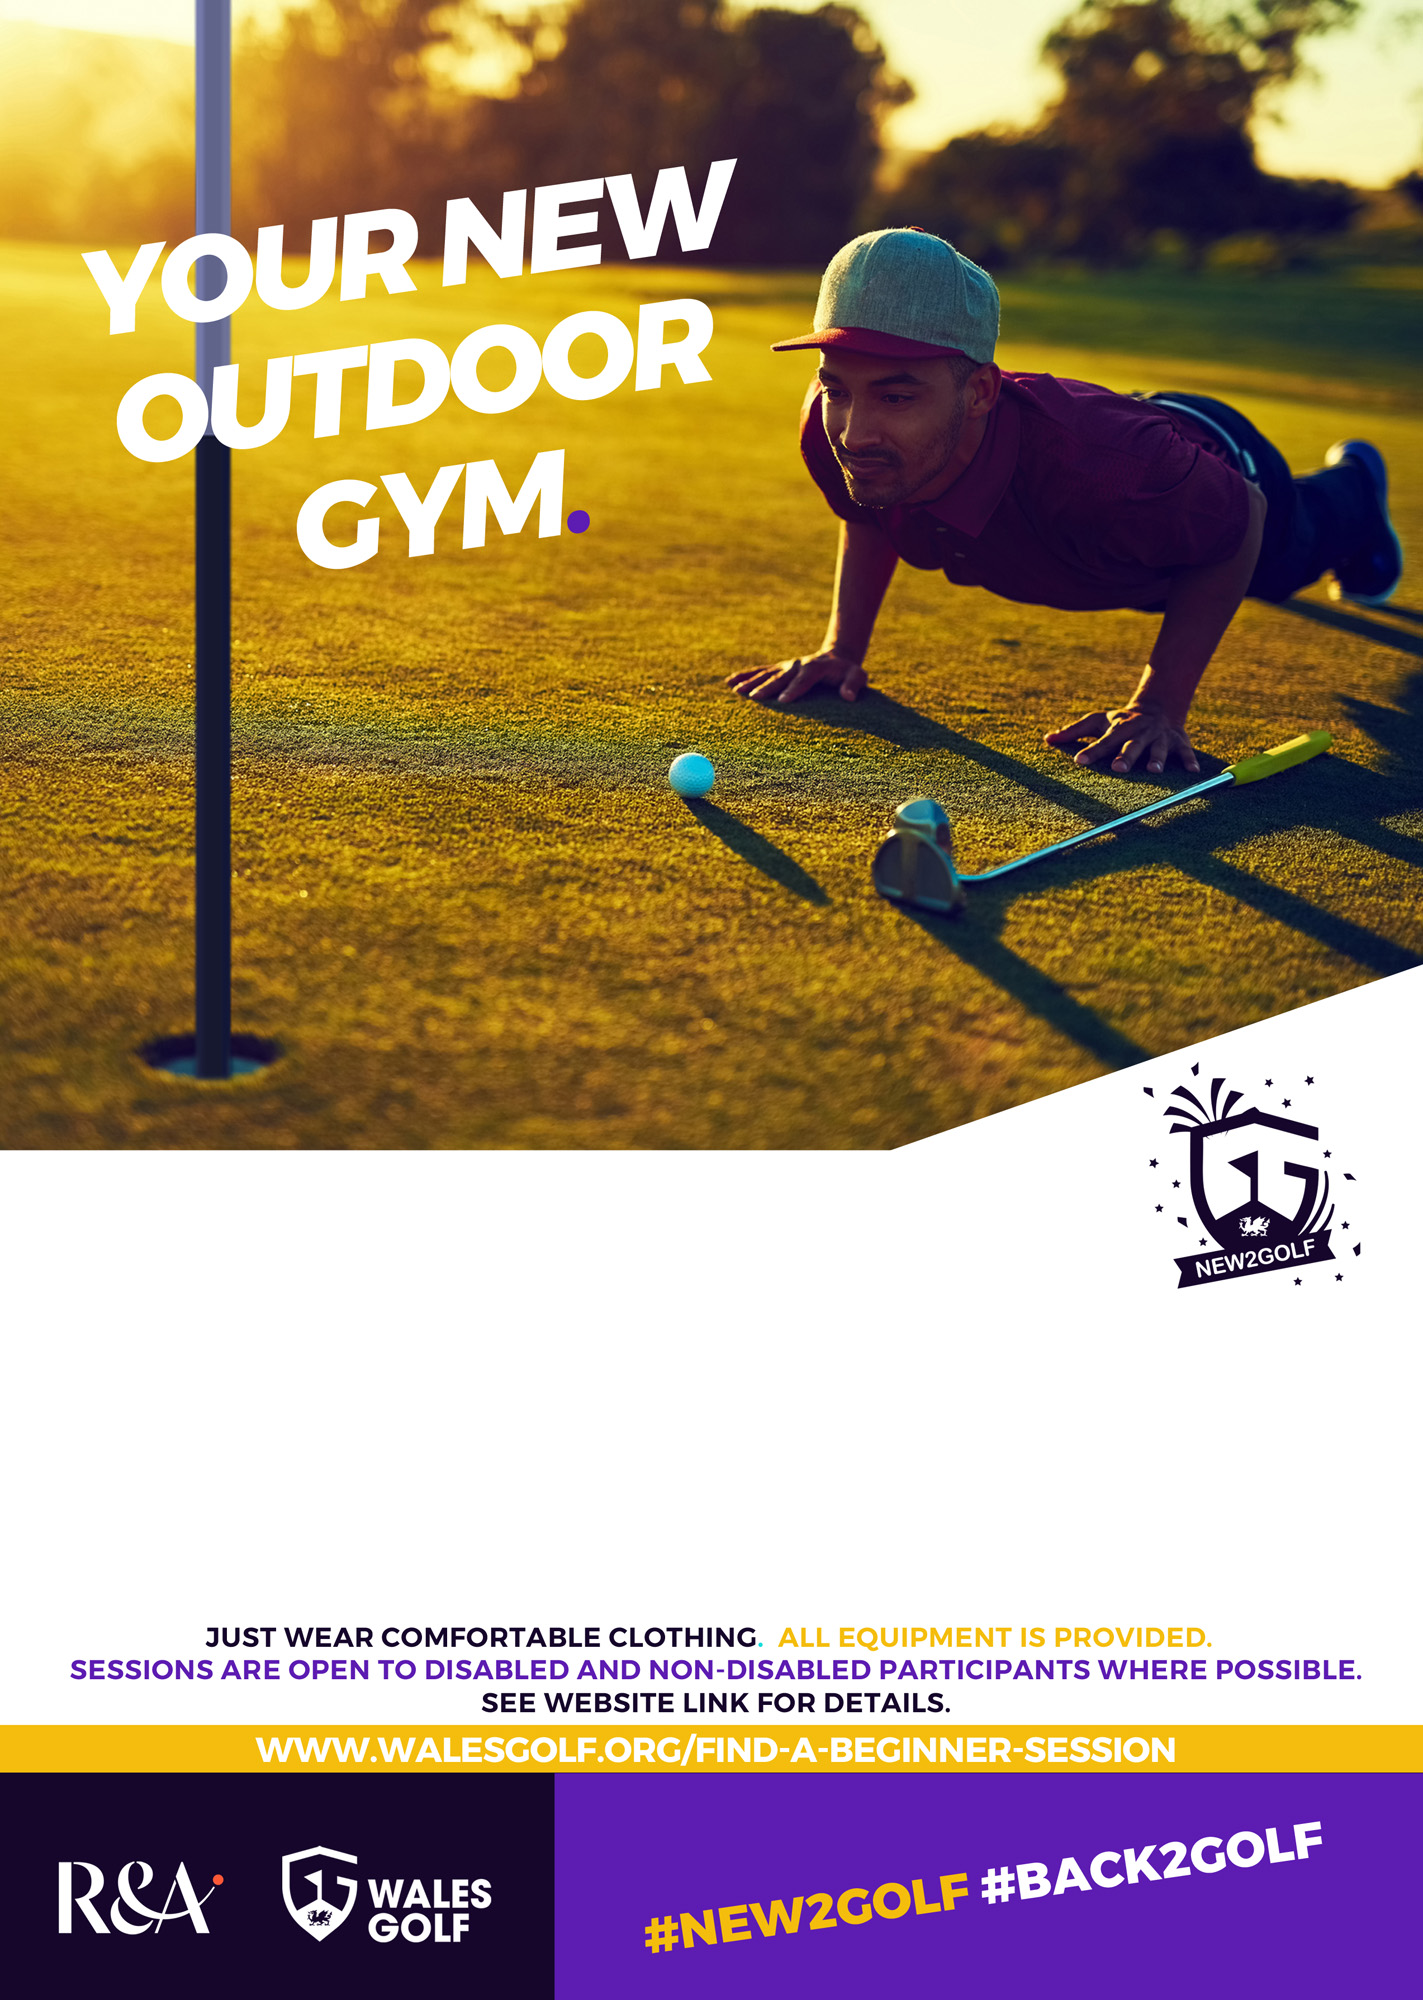 YOUR NEW
OUTDOOR
GYM.
NEW2GOLF
JUST WEAR COMFORTABLE CLOTHING. ALL EQUIPMENT IS PROVIDED.
SESSIONS ARE OPEN TO DISABLED AND NON-DISABLED PARTICIPANTS WHERE POSSIBLE.
SEE WEBSITE LINK FOR DETAILS.
WWW.WALESGOLF.ORG/FIND-A-BEGINNER-SESSION
R&A
WALES
GOLF
#NEW2GOLF #BACK2GOLF